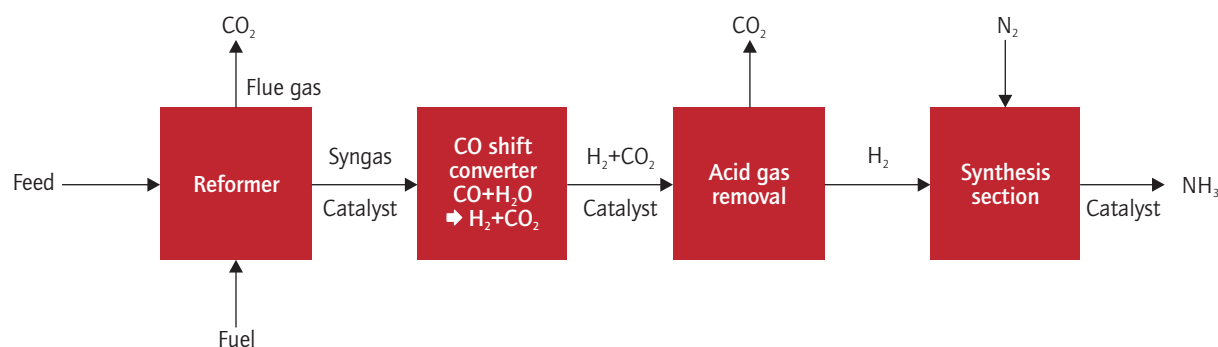 CO₂
Flue gas
Feed
Reformer
Fuel
Syngas
Catalyst
CO shift
converter
CO+H₂O
➡ H₂+CO₂
H₂+CO₂
Catalyst
CO₂
Acid gas
removal
H₂
N₂
Synthesis
section
Catalyst
NH₃